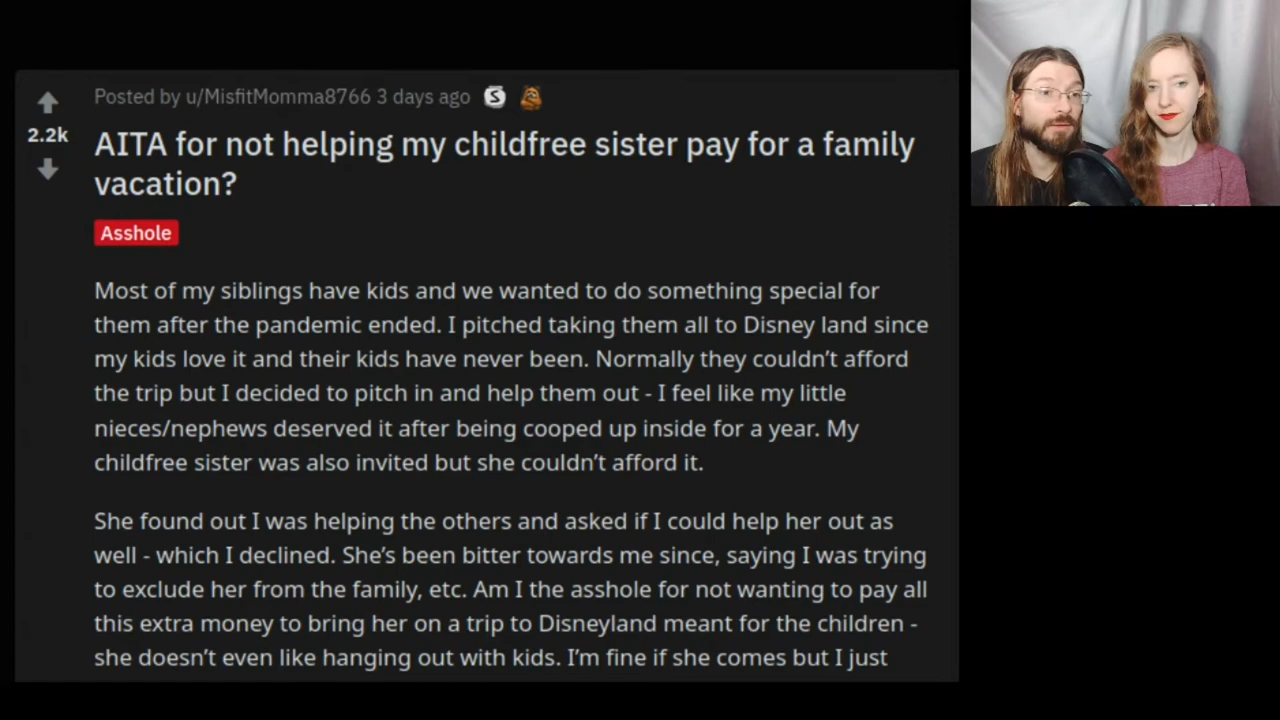 Posted by u/MisfitMomma8766 3 days ago
2.2k
AITA for not helping my childfree sister pay for a family
vacation?
Asshole
Most of my siblings have kids and we wanted to do something special for
them after the pandemic ended. I pitched taking them all to Disney land since
my kids love it and their kids have never been. Normally they couldn’t afford
the trip but I decided to pitch in and help them out - I feel like my little
nieces/nephews deserved it after being cooped up inside for a year. My
childfree sister was also invited but she couldn’t afford it.
She found out I was helping the others and asked if I could help her out as
well - which I declined. She’s been bitter towards me since, saying I was trying
to exclude her from the family, etc. Am I the asshole for not wanting to pay all
this extra money to bring her on a trip to Disneyland meant for the children -
she doesn’t even like hanging out with kids. I’m fine if she comes but I just